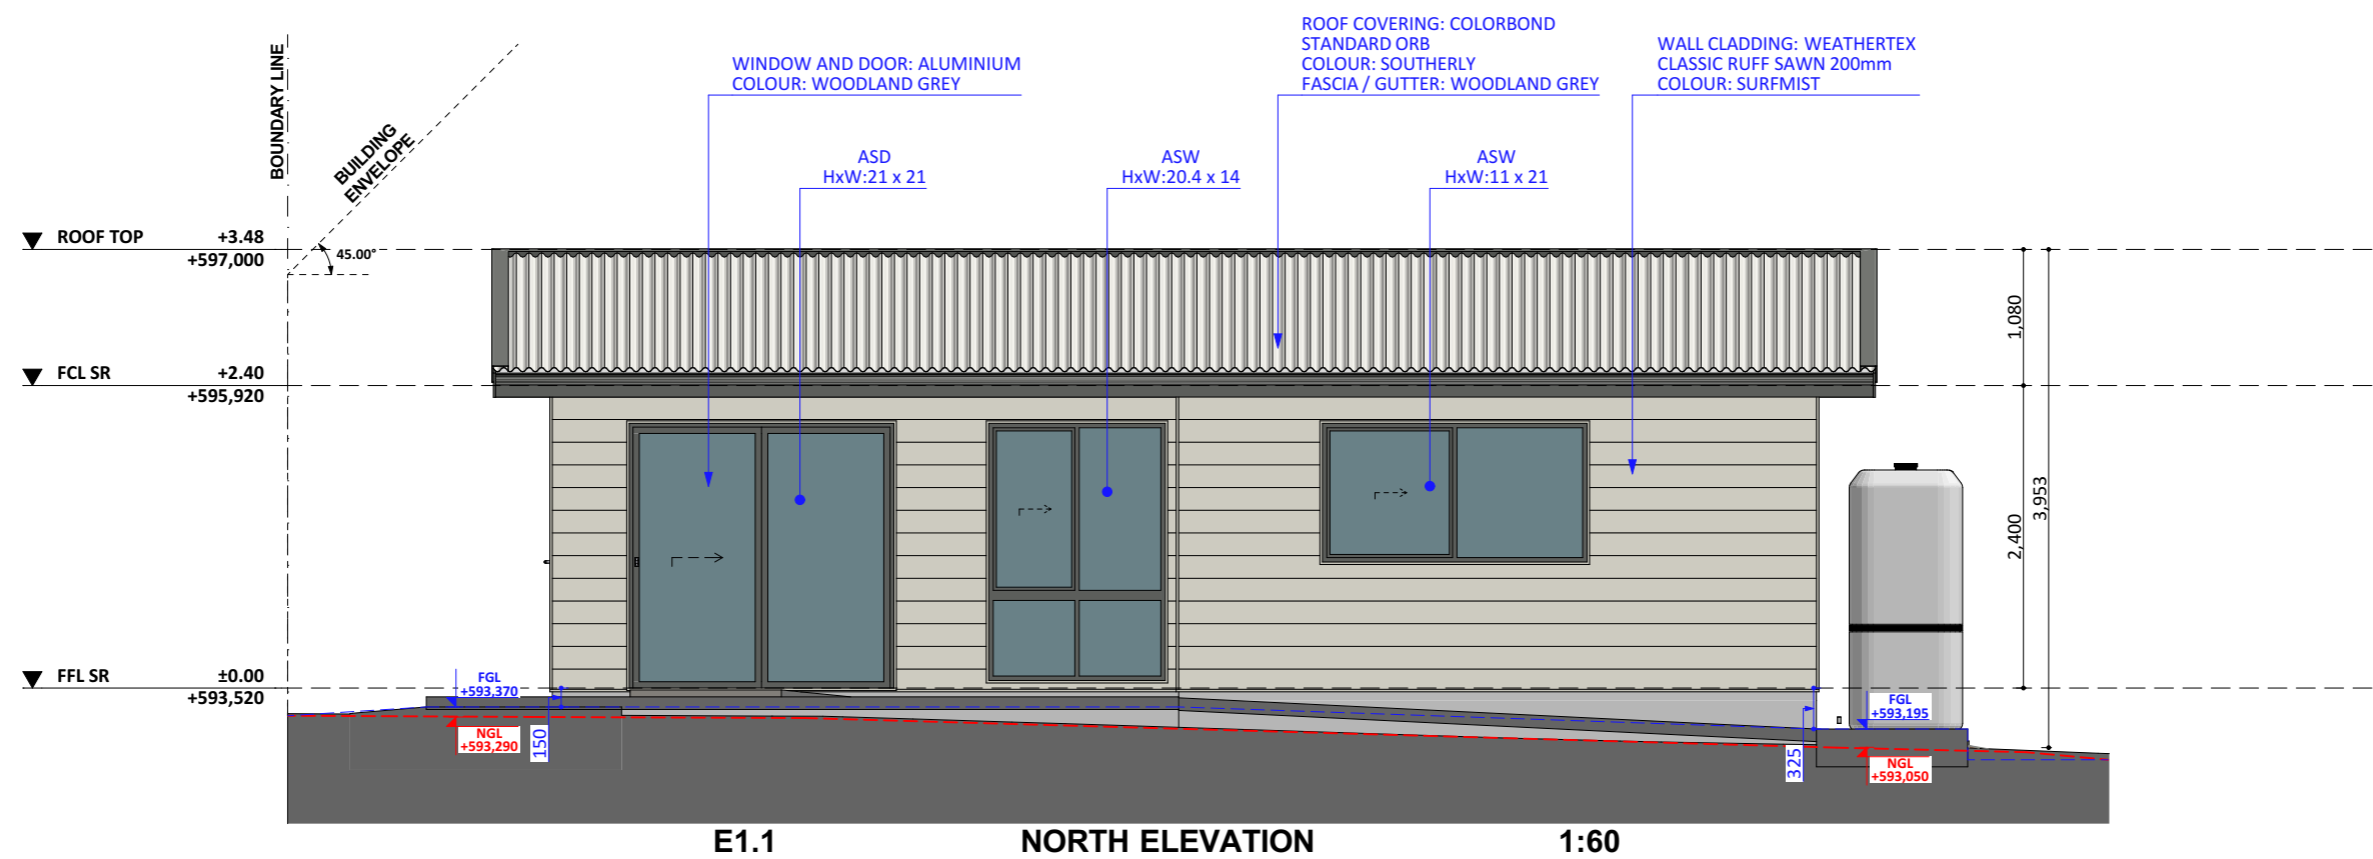 BOUNDARY LINE
BUILDING
ENVELOPE
45.00°
WINDOW AND DOOR: ALUMINIUM
COLOUR: WOODLAND GREY
ROOF COVERING: COLORBOND
STANDARD ORB
COLOUR: SOUTHERLY
FASCIA / GUTTER: WOODLAND GREY
WALL CLADDING: WEATHERTEX
CLASSIC RUFF SAWN 200mm
COLOUR: SURFMIST
ASD
HxW:21 x 21
ASW
HxW:20.4 x 14
ASW
HxW:11 x 21
ROOF TOP +3.48
+597,000
FCL SR +2.40
+595,920
FFL SR ±0.00
+593,520
1,080
2,400
3,953
FGL
+593,370
NGL
+593,290
150
325
FGL
+593,195
NGL
+593,050
E1.1 NORTH ELEVATION 1:60